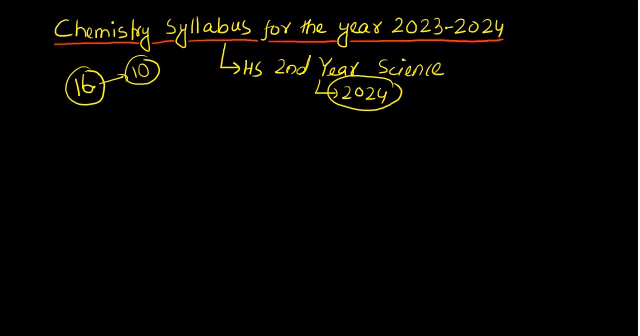 Chemistry Syllabus for the year 2023-2024
HS 2nd Year Science
16 10
2024